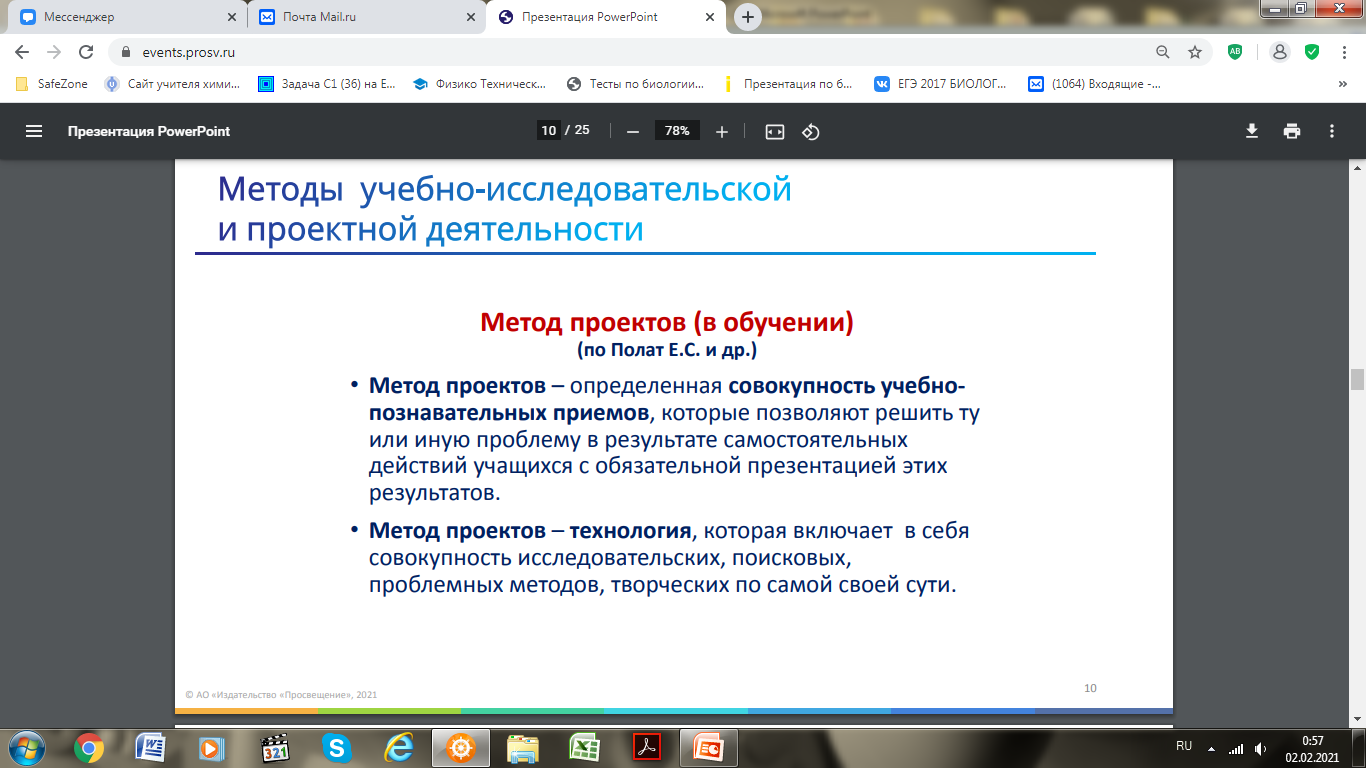 Мессенджер
Почта Mail.ru
Презентация PowerPoint
events.prosv.ru
SafeZone
Сайт учителя хими...
Задача С1 (36) на Е...
Физико Техническ...
Тесты по биологии...
Презентация по б...
ЕГЭ 2017 БИОЛОГ...
(1064) Входящие -...
»
Презентация PowerPoint
10 / 25
78%
Методы учебно-исследовательской
и проектной деятельности
Метод проектов (в обучении)
(по Полат Е.С. и др.)
• Метод проектов – определенная совокупность учебно-
познавательных приемов, которые позволяют решить ту
или иную проблему в результате самостоятельных
действий учащихся с обязательной презентацией этих
результатов.
• Метод проектов – технология, которая включает в себя
совокупность исследовательских, поисковых,
проблемных методов, творческих по самой своей сути.
© АО «Издательство «Просвещение», 2021
10
RU
0:57
02.02.2021